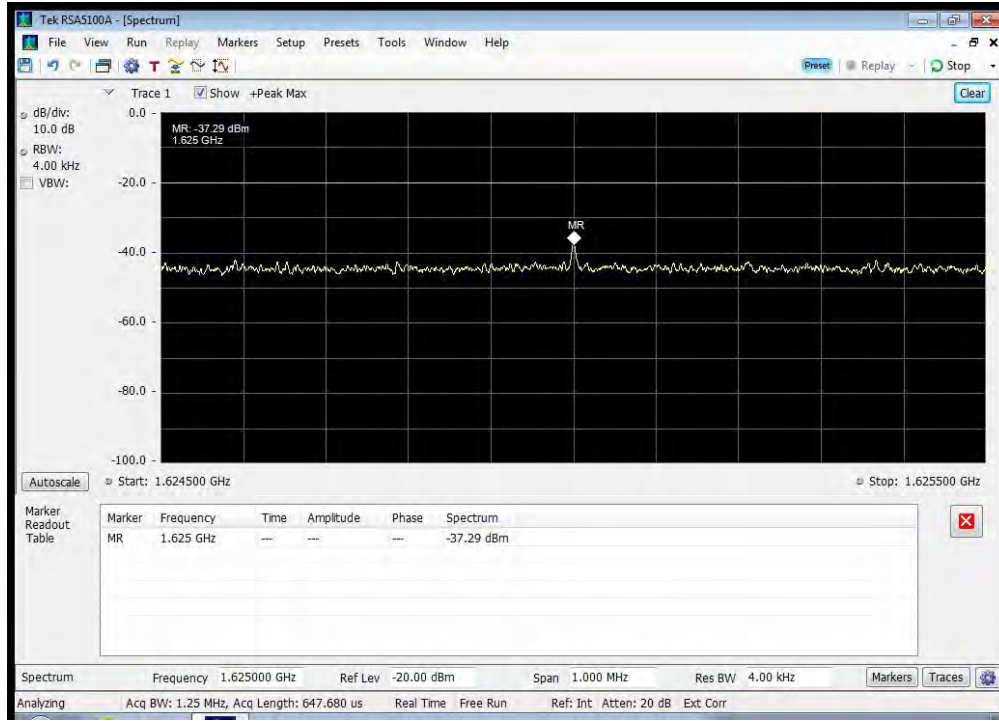 Tek RSA5100A - [Spectrum]
File View Run Replay Markers Setup Presets Tools Window Help
T Preset Replay Stop
Trace 1 Show +Peak Max Clear
dB/div: 10.0 dB
RBW: 4.00 kHz
VBW:
0.0
-20.0
-40.0
-60.0
-80.0
-100.0
MR: -37.29 dBm
1.625 GHz
MR
Autoscale Start: 1.624500 GHz Stop: 1.625500 GHz
Marker Readout Table
Marker Frequency Time Amplitude Phase Spectrum
MR 1.625 GHz --- --- --- -37.29 dBm
Spectrum Frequency 1.625000 GHz Ref Lev -20.00 dBm Span 1.000 MHz Res BW 4.00 kHz Markers Traces
Analyzing Acq BW: 1.25 MHz, Acq Length: 647.680 us Real Time Free Run Ref: Int Atten: 20 dB Ext Corr